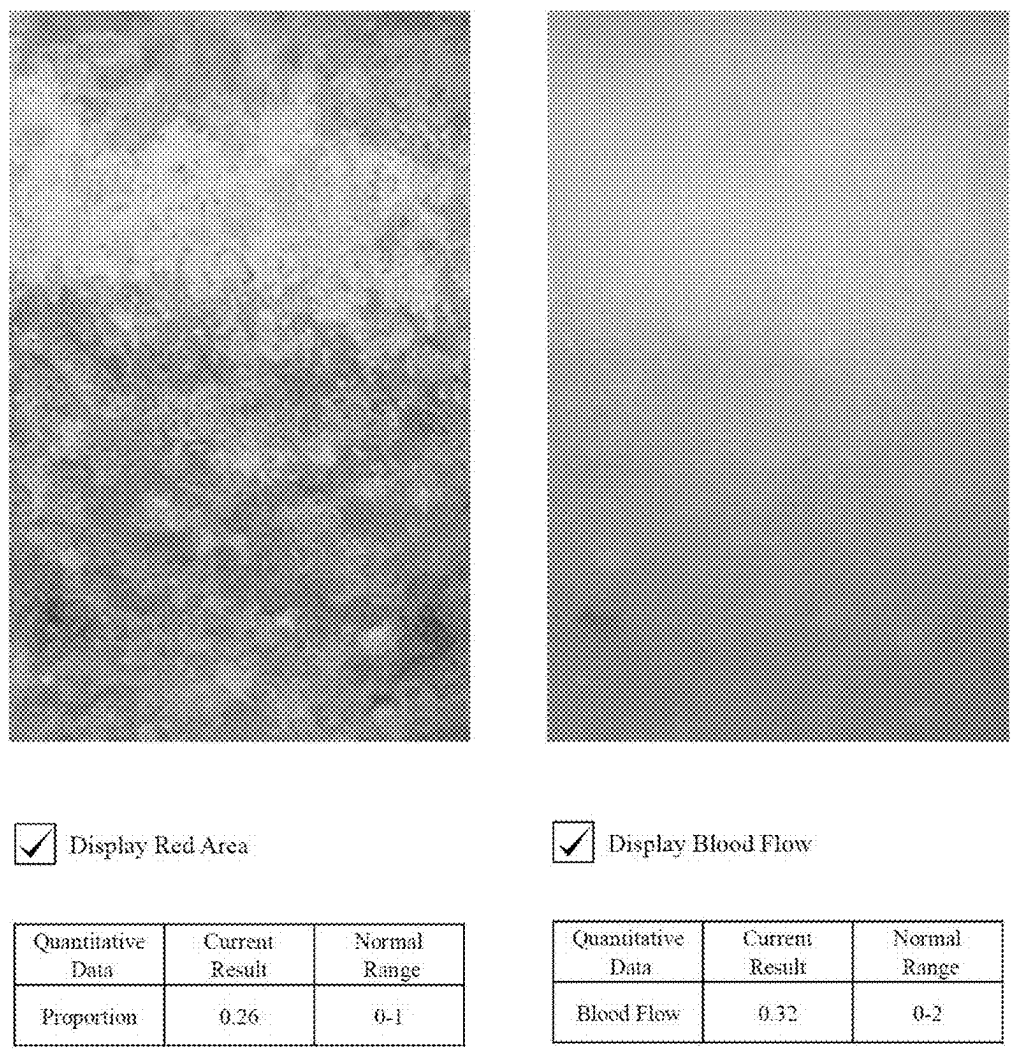 Display Red Area
Display Blood Flow
Quantitative Data
Current Result
Normal Range
Proportion
0.26
0-1
Quantitative Data
Current Result
Normal Range
Blood Flow
0.32
0-2